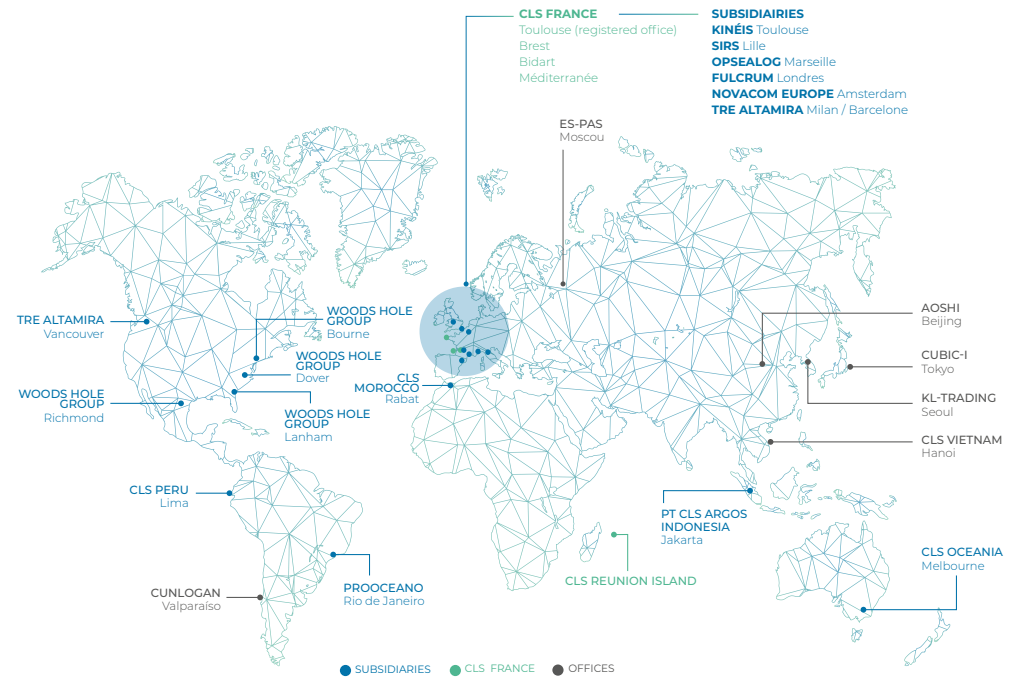 CLS FRANCE
Toulouse (registered office)
Brest
Bidart
Méditerranée
SUBSIDIAIRIES
KINÉIS Toulouse
SIRS Lille
OPSEALOG Marseille
FULCRUM Londres
NOVACOM EUROPE Amsterdam
TRE ALTAMIRA Milan / Barcelone
ES-PAS
Moscou
TRE ALTAMIRA
Vancouver
WOODS HOLE
GROUP
Bourne
WOODS HOLE
GROUP
Dover
WOODS HOLE
GROUP
Richmond
WOODS HOLE
GROUP
Lanham
CLS
MOROCCO
Rabat
AOSHI
Beijing
CUBIC-I
Tokyo
KL-TRADING
Seoul
CLS VIETNAM
Hanoi
CLS PERU
Lima
PT CLS ARGOS
INDONESIA
Jakarta
CLS OCEANIA
Melbourne
CLS REUNION ISLAND
PROOCEANO
Rio de Janeiro
CUNLOGAN
Valparaíso
SUBSIDIARIES
CLS FRANCE
OFFICES